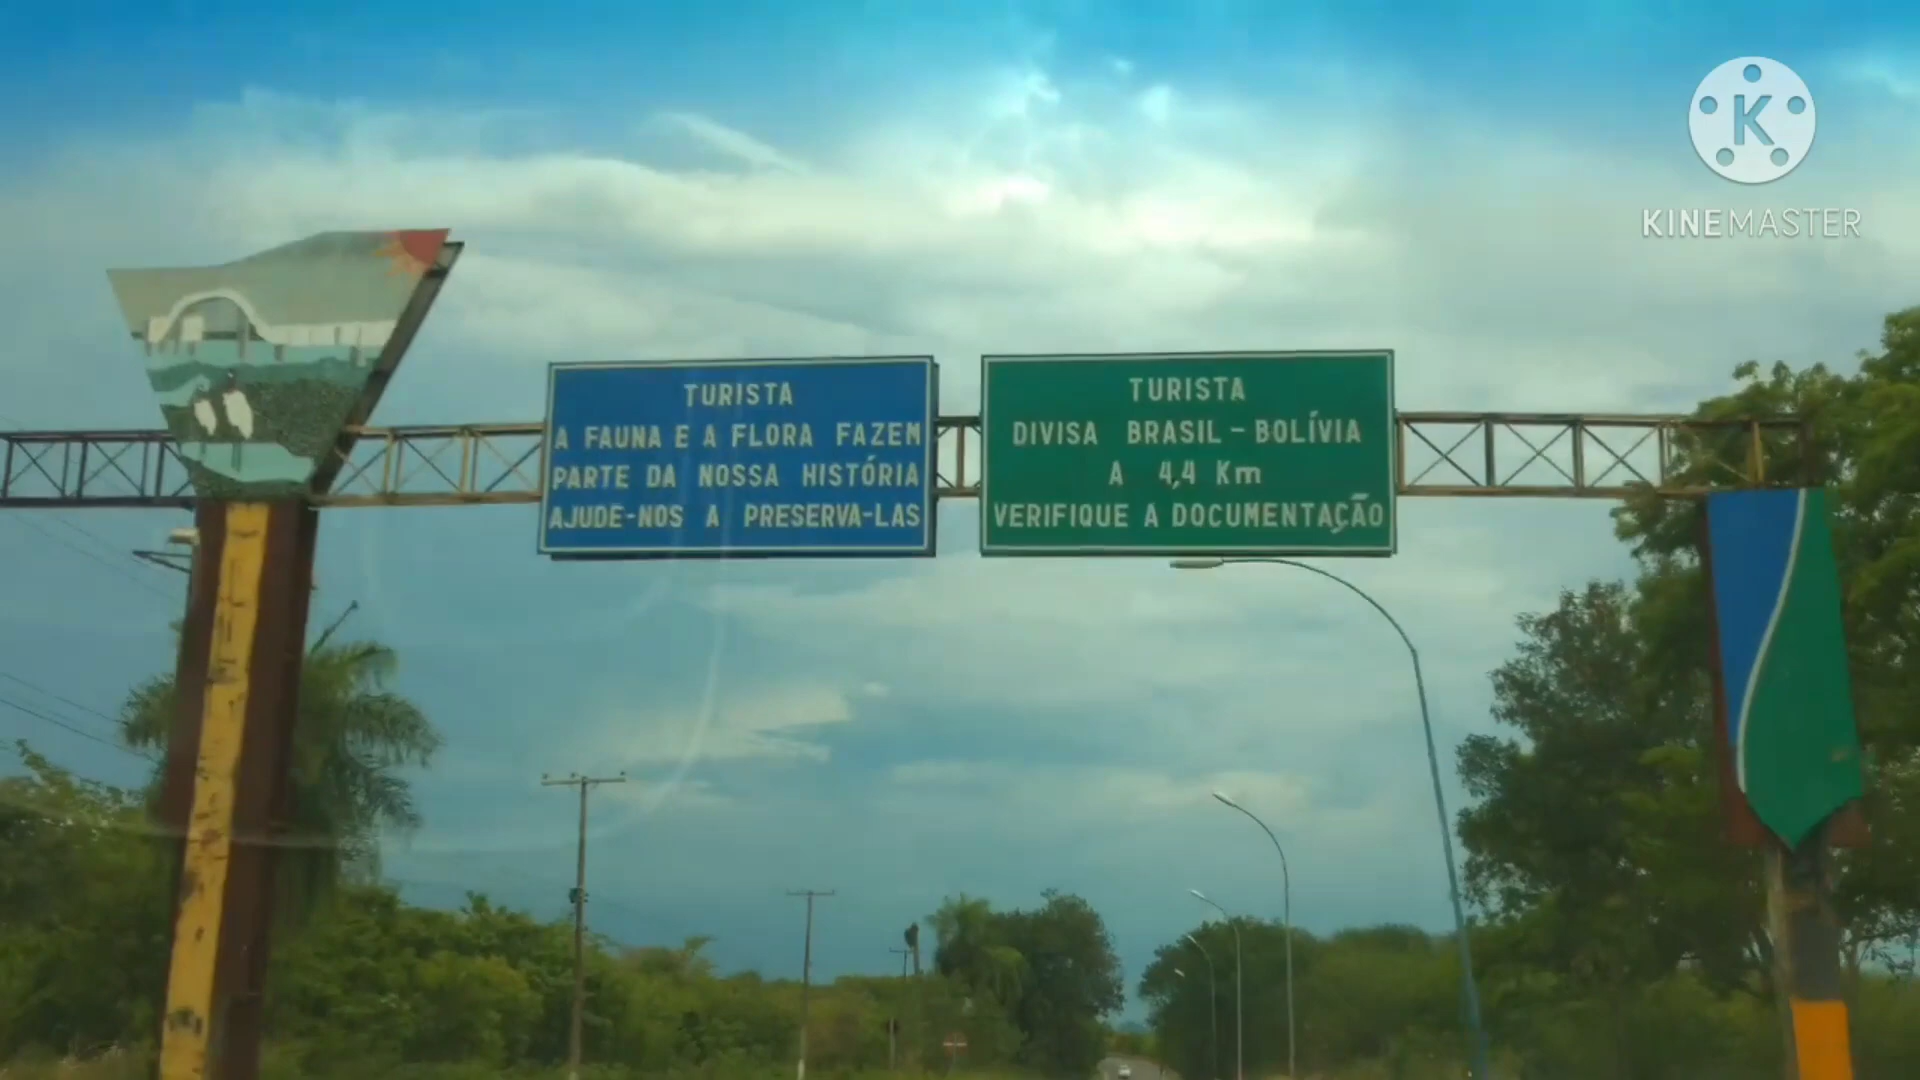 K
KINEMASTER
TURISTA
A FAUNA E A FLORA FAZEM
PARTE DA NOSSA HISTÓRIA
AJUDE-NOS A PRESERVA-LAS
TURISTA
DIVISA BRASIL-BOLÍVIA
A 4,4 Km
VERIFIQUE A DOCUMENTAÇÃO